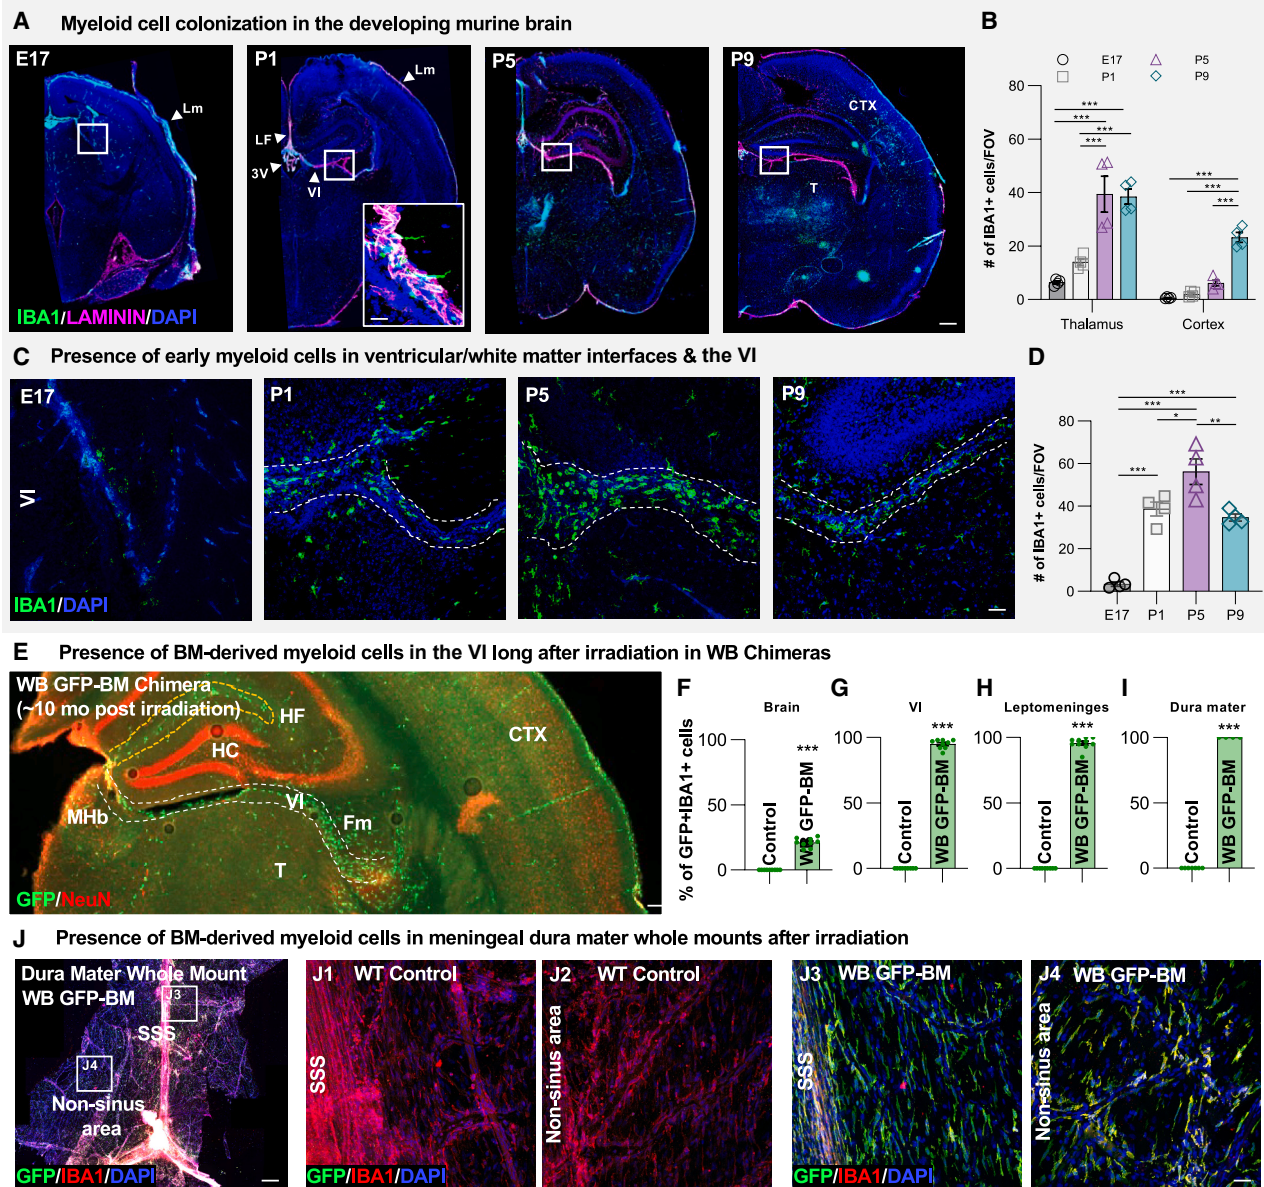 A Myeloid cell colonization in the developing murine brain
E17
Lm
IBA1/LAMININ/DAPI
P1
Lm
LF
3V
VI
P5
P9
CTX
T
B
E17
P1
P5
P9
# of IBA1+ cells/FOV
80
60
40
20
0
***
***
***
***
***
***
***
Thalamus
Cortex
C Presence of early myeloid cells in ventricular/white matter interfaces & the VI
E17
VI
IBA1/DAPI
P1
P5
P9
D
# of IBA1+ cells/FOV
80
60
40
20
0
***
***
*
**
***
E17 P1 P5 P9
E Presence of BM-derived myeloid cells in the VI long after irradiation in WB Chimeras
WB GFP-BM Chimera
(~10 mo post irradiation)
HF
HC
CTX
MHb
VI
Fm
T
GFP/NeuN
F
Brain
% of GFP+IBA1+ cells
100
50
0
***
Control
WB GFP-BM
G
VI
100
50
0
***
Control
WB GFP-BM
H
Leptomeninges
100
50
0
***
Control
WB GFP-BM
I
Dura mater
100
50
0
***
Control
WB GFP-BM
J Presence of BM-derived myeloid cells in meningeal dura mater whole mounts after irradiation
Dura Mater Whole Mount
WB GFP-BM
J3
SSS
J4
Non-sinus
area
GFP/IBA1/DAPI
J1 WT Control
SSS
GFP/IBA1/DAPI
J2 WT Control
Non-sinus area
J3 WB GFP-BM
SSS
GFP/IBA1/DAPI
J4 WB GFP-BM
Non-sinus area